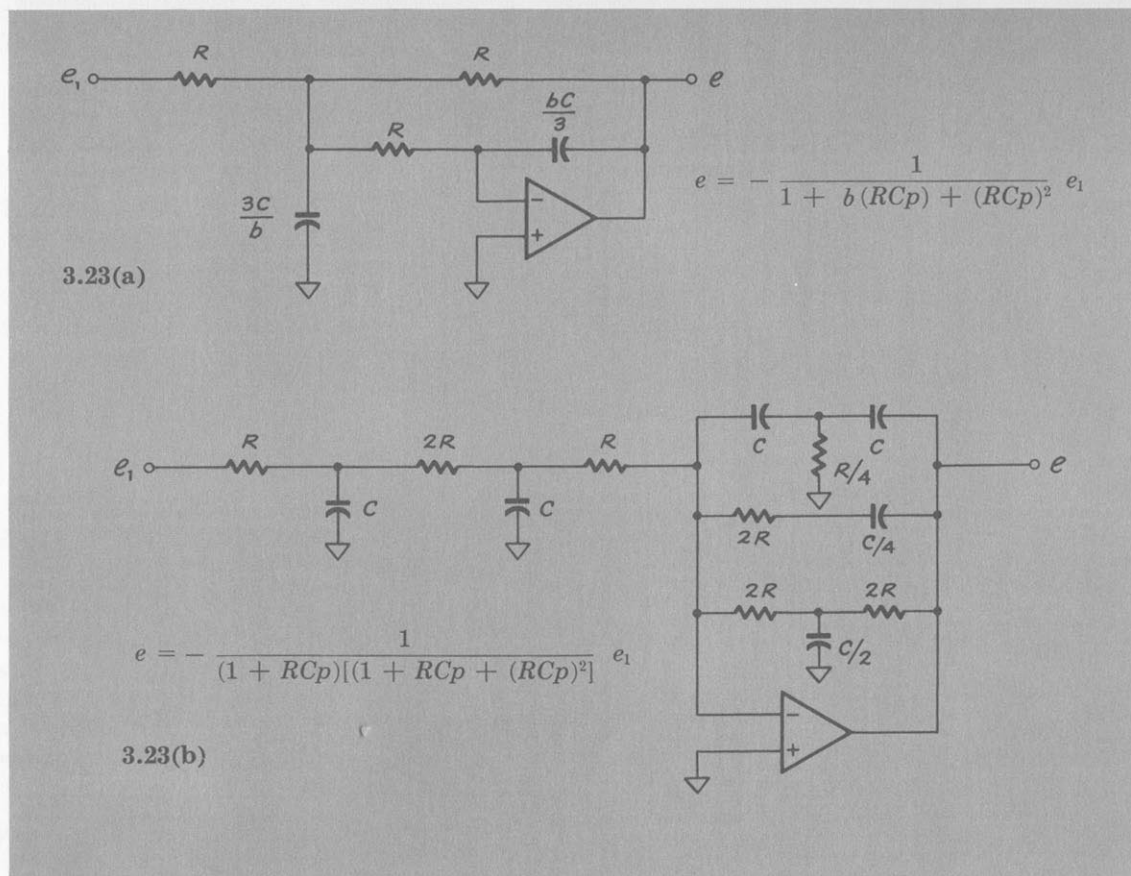 R
R
e₁
e
bC/3
R
e = - 1 / (1 + b(RCp) + (RCp)²) e₁
3C/b
-
+
3.23(a)
C
C
R
2R
R
e₁
e
R/4
C
C
2R
C/4
2R
2R
C/2
e = - 1 / ((1 + RCp)[(1 + RCp + (RCp)²]) e₁
-
+
3.23(b)